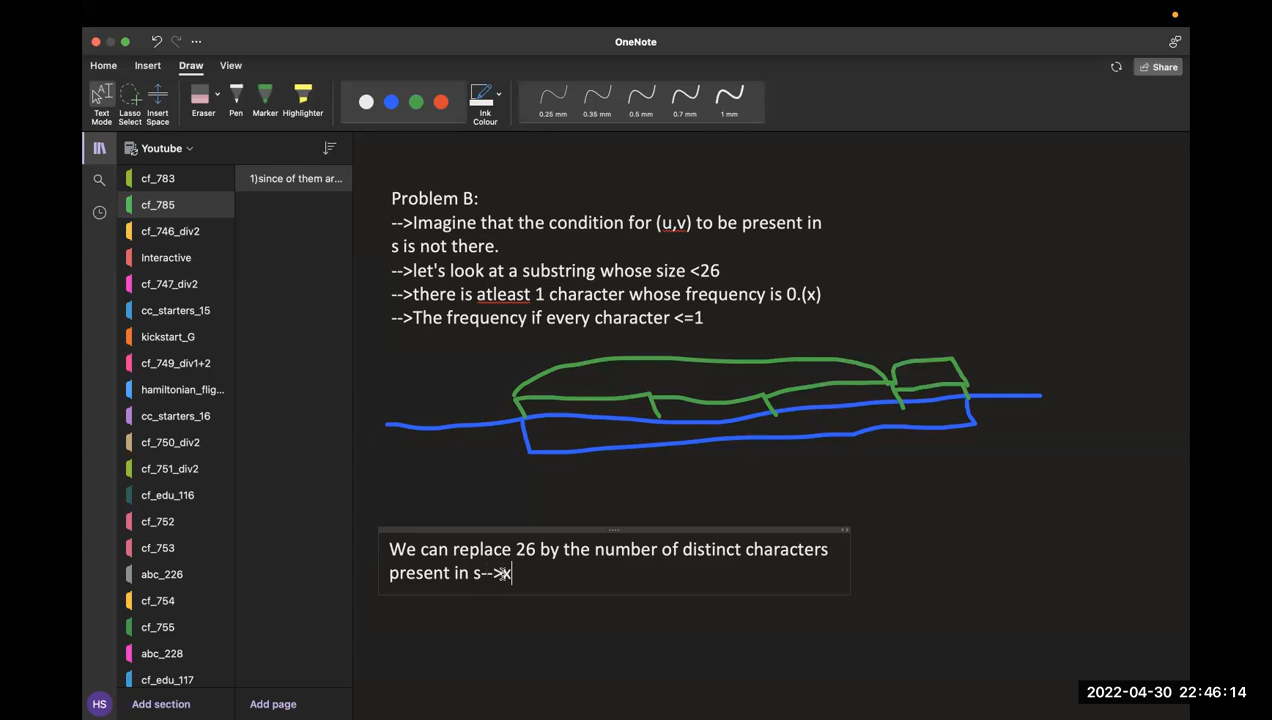 OneNote
Home Insert Draw View
Share
Text Mode
Lasso Select
Insert Space
Eraser
Pen
Marker
Highlighter
Ink Colour
0.25 mm 0.35 mm 0.5 mm 0.7 mm 1 mm
Youtube
cf_783
cf_785
cf_746_div2
Interactive
cf_747_div2
cc_starters_15
kickstart_G
cf_749_div1+2
hamiltonian_flig...
cc_starters_16
cf_750_div2
cf_751_div2
cf_edu_116
cf_752
cf_753
abc_226
cf_754
cf_755
abc_228
cf_edu_117
HS
Add section
1)since of them ar...
Add page
Problem B:
-->Imagine that the condition for (u,v) to be present in
s is not there.
-->let's look at a substring whose size <26
-->there is atleast 1 character whose frequency is 0.(x)
-->The frequency if every character <=1
We can replace 26 by the number of distinct characters
present in s-->x
2022-04-30 22:46:14